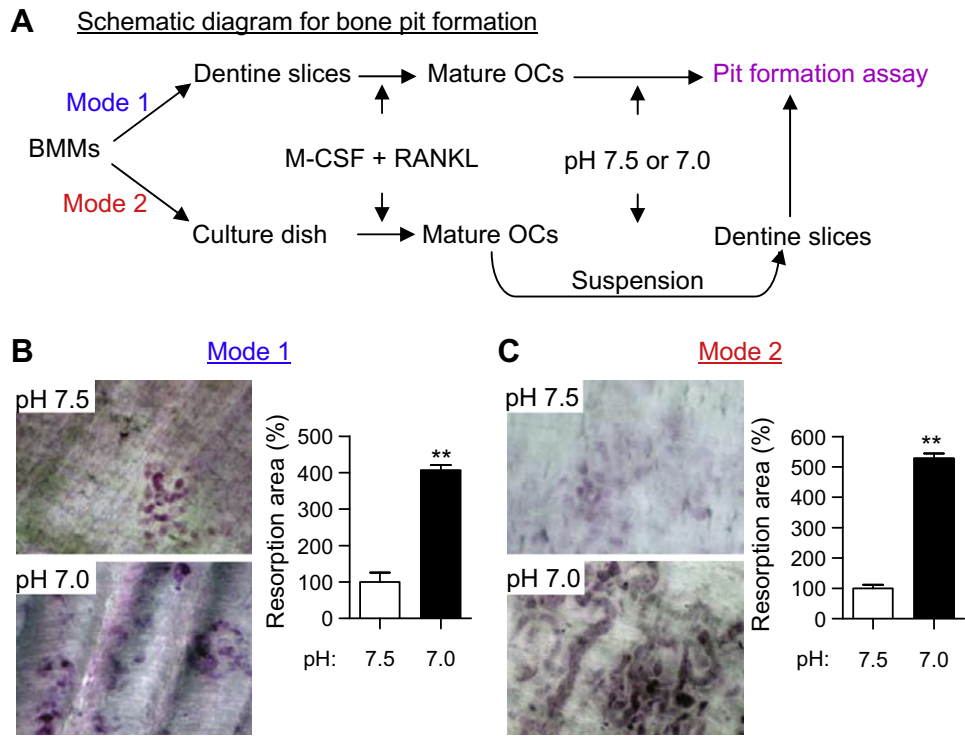 A Schematic diagram for bone pit formation
Dentine slices Mature OCs Pit formation assay
Mode 1
BMMs M-CSF + RANKL pH 7.5 or 7.0
Mode 2
Culture dish Mature OCs Dentine slices
Suspension
B Mode 1
pH 7.5
pH 7.0
Resorption area (%)
500
400
300
200
100
0
**
pH: 7.5 7.0
C Mode 2
pH 7.5
pH 7.0
Resorption area (%)
600
500
400
300
200
100
0
**
pH: 7.5 7.0